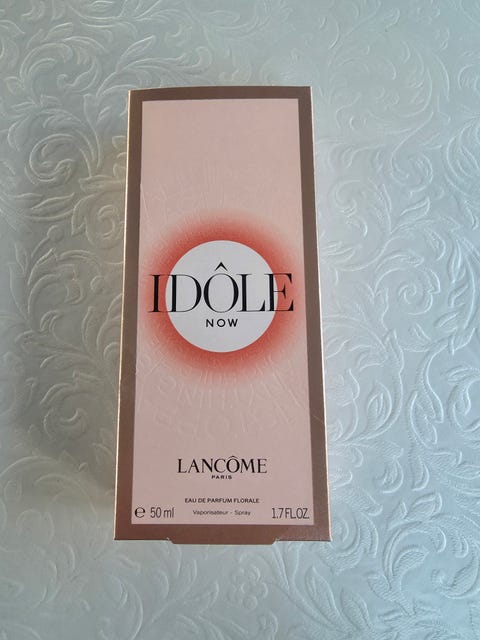 IDÔLE
NOW
LANCÔME
PARIS
EAU DE PARFUM FLORALE
℮ 50 ml Vaporisateur - Spray 1.7 FL.OZ.